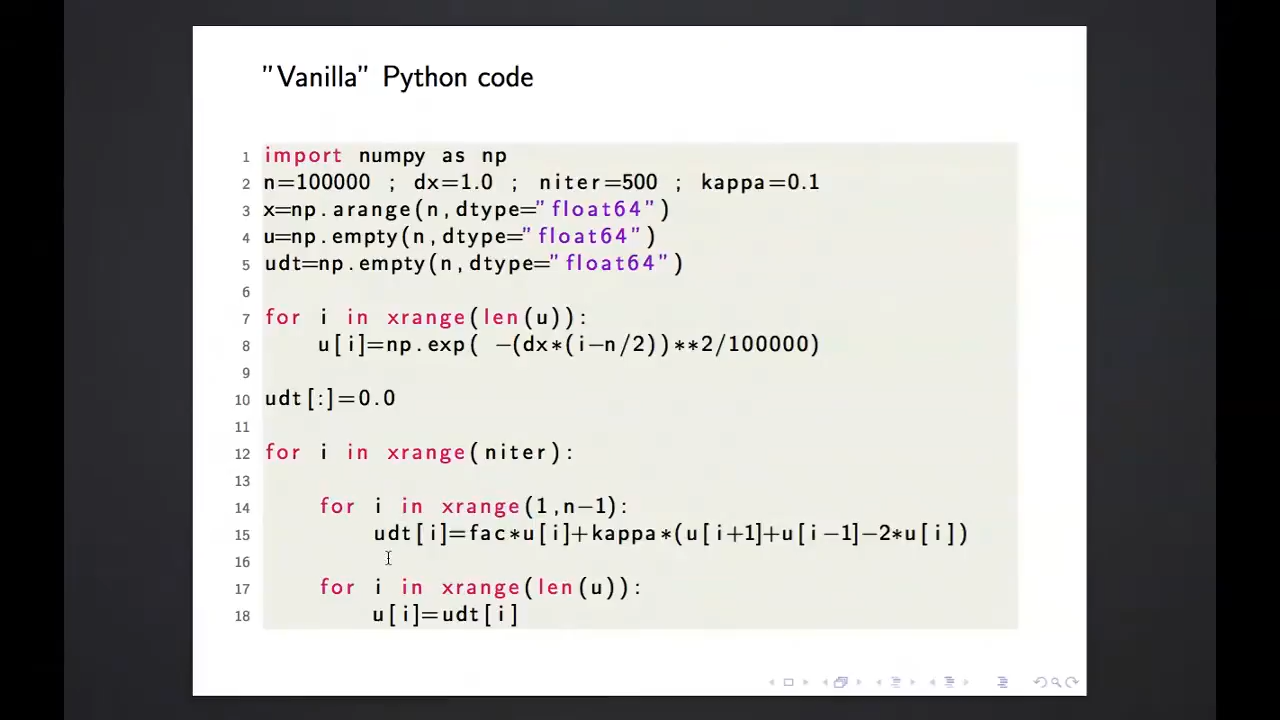 "Vanilla" Python code
1 import numpy as np
2 n=100000 ; dx=1.0 ; niter=500 ; kappa=0.1
3 x=np.arange(n,dtype="float64")
4 u=np.empty(n,dtype="float64")
5 udt=np.empty(n,dtype="float64")
6
7 for i in xrange(len(u)):
8     u[i]=np.exp( -(dx*(i-n/2))**2/100000)
9
10 udt[:]=0.0
11
12 for i in xrange(niter):
13
14     for i in xrange(1,n-1):
15         udt[i]=fac*u[i]+kappa*(u[i+1]+u[i-1]-2*u[i])
16
17     for i in xrange(len(u)):
18         u[i]=udt[i]